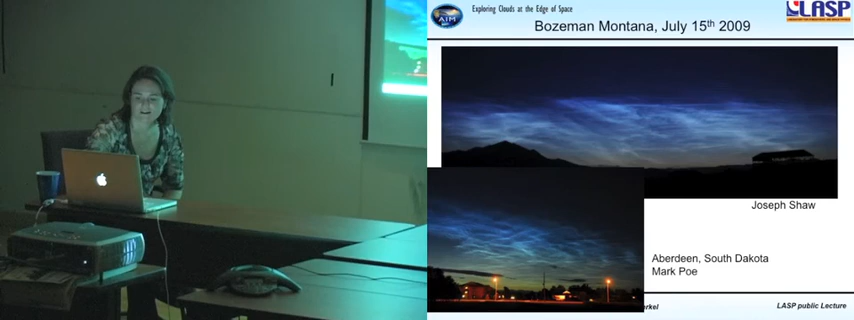 AIM
Exploring Clouds at the Edge of Space
LASP
Bozeman Montana, July 15th 2009
Joseph Shaw
Aberdeen, South Dakota
Mark Poe
LASP public Lecture